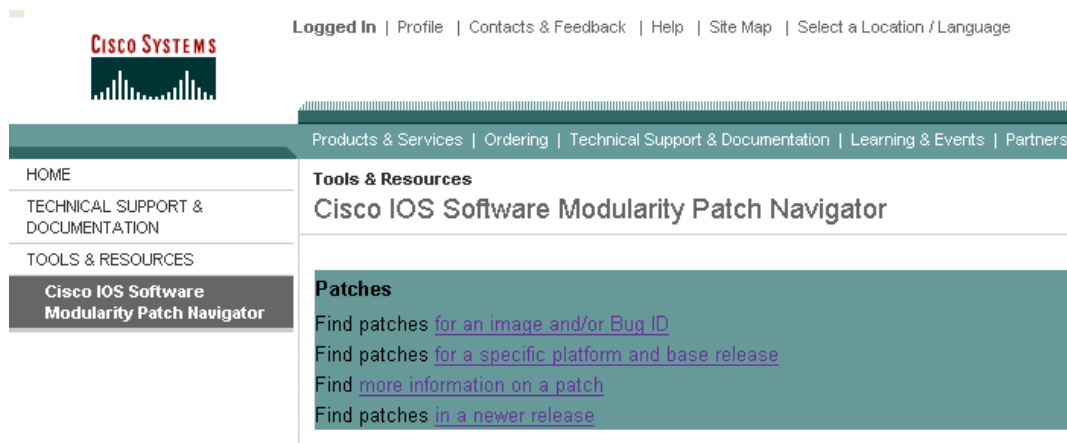 Logged In | Profile | Contacts & Feedback | Help | Site Map | Select a Location / Language
CISCO SYSTEMS
Products & Services | Ordering | Technical Support & Documentation | Learning & Events | Partners
HOME
TECHNICAL SUPPORT &
DOCUMENTATION
TOOLS & RESOURCES
Cisco IOS Software
Modularity Patch Navigator
Tools & Resources
Cisco IOS Software Modularity Patch Navigator
Patches
Find patches for an image and/or Bug ID
Find patches for a specific platform and base release
Find more information on a patch
Find patches in a newer release